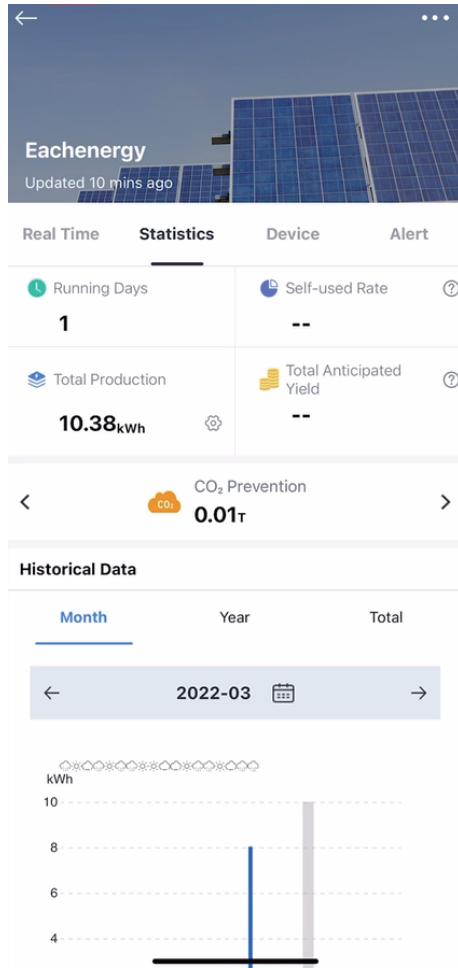 Eachenergy
Updated 10 mins ago
Real Time Statistics Device Alert
Running Days
1
Self-used Rate ?
--
Total Production
10.38kWh
Total Anticipated
Yield ?
--
CO₂
CO₂ Prevention
0.01T
Historical Data
Month Year Total
2022-03
kWh
10
8
6
4